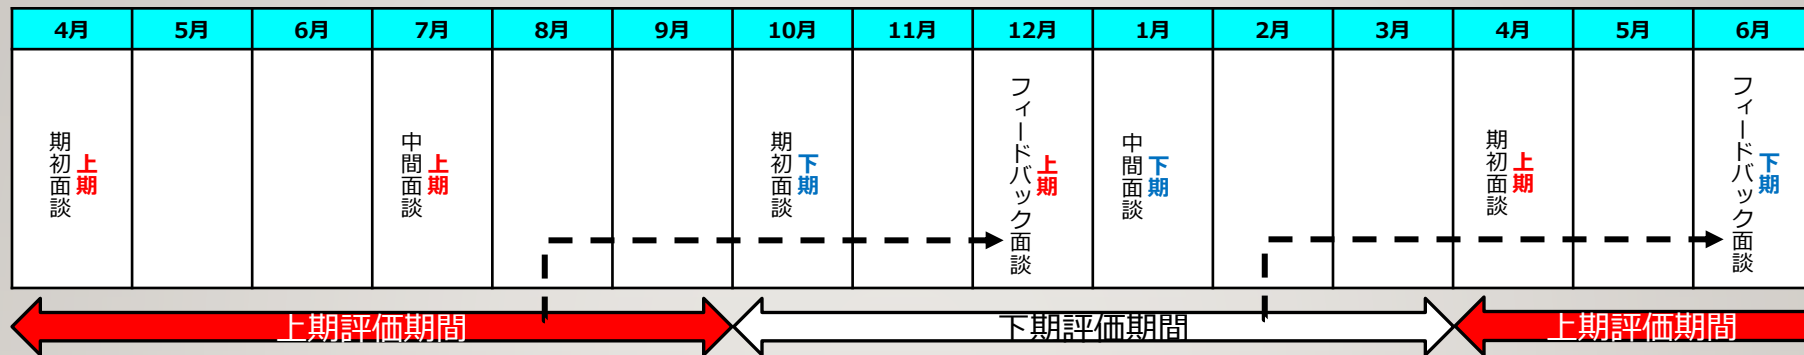 4月 5月 6月 7月 8月 9月 10月 11月 12月 1月 2月 3月 4月 5月 6月
上期
期初面談
上期
中間面談
下期
期初面談
上期
フィードバック面談
下期
中間面談
上期
期初面談
下期
フィードバック面談
上期評価期間 下期評価期間 上期評価期間